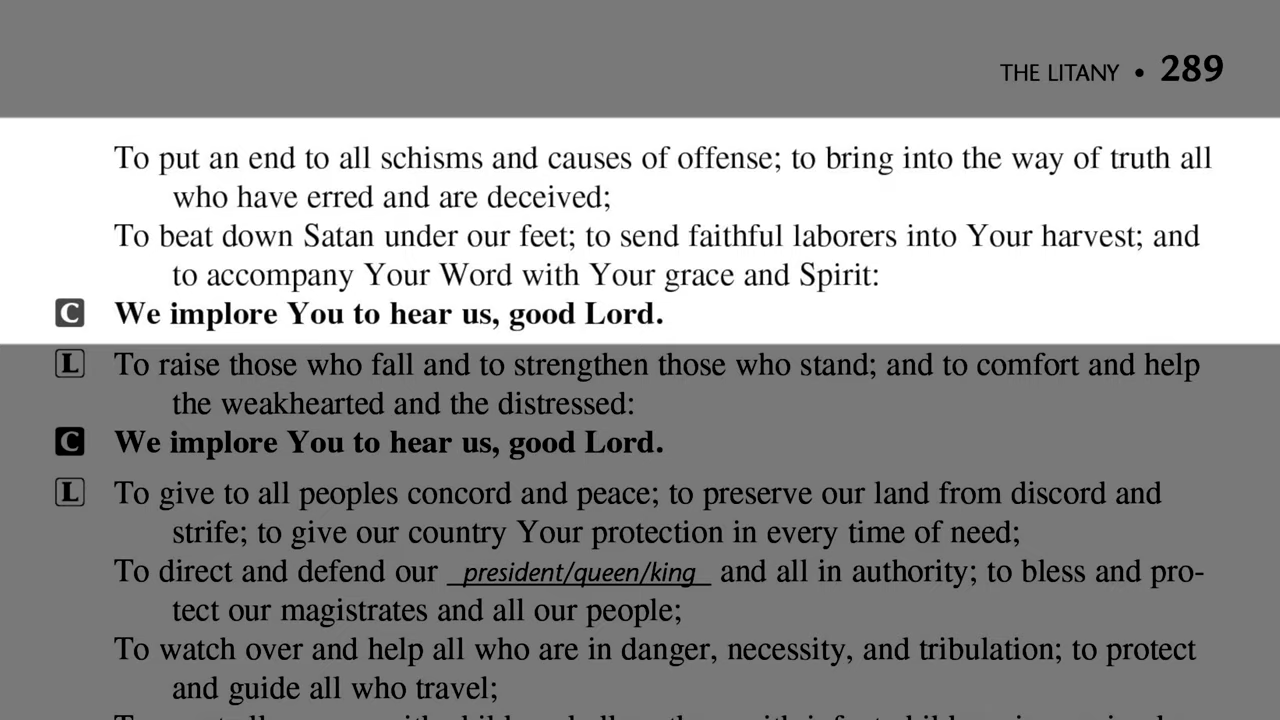 THE LITANY • 289
To put an end to all schisms and causes of offense; to bring into the way of truth all
who have erred and are deceived;
To beat down Satan under our feet; to send faithful laborers into Your harvest; and
to accompany Your Word with Your grace and Spirit:
C We implore You to hear us, good Lord.
L To raise those who fall and to strengthen those who stand; and to comfort and help
the weakhearted and the distressed:
C We implore You to hear us, good Lord.
L To give to all peoples concord and peace; to preserve our land from discord and
strife; to give our country Your protection in every time of need;
To direct and defend our president/queen/king and all in authority; to bless and pro-
tect our magistrates and all our people;
To watch over and help all who are in danger, necessity, and tribulation; to protect
and guide all who travel;